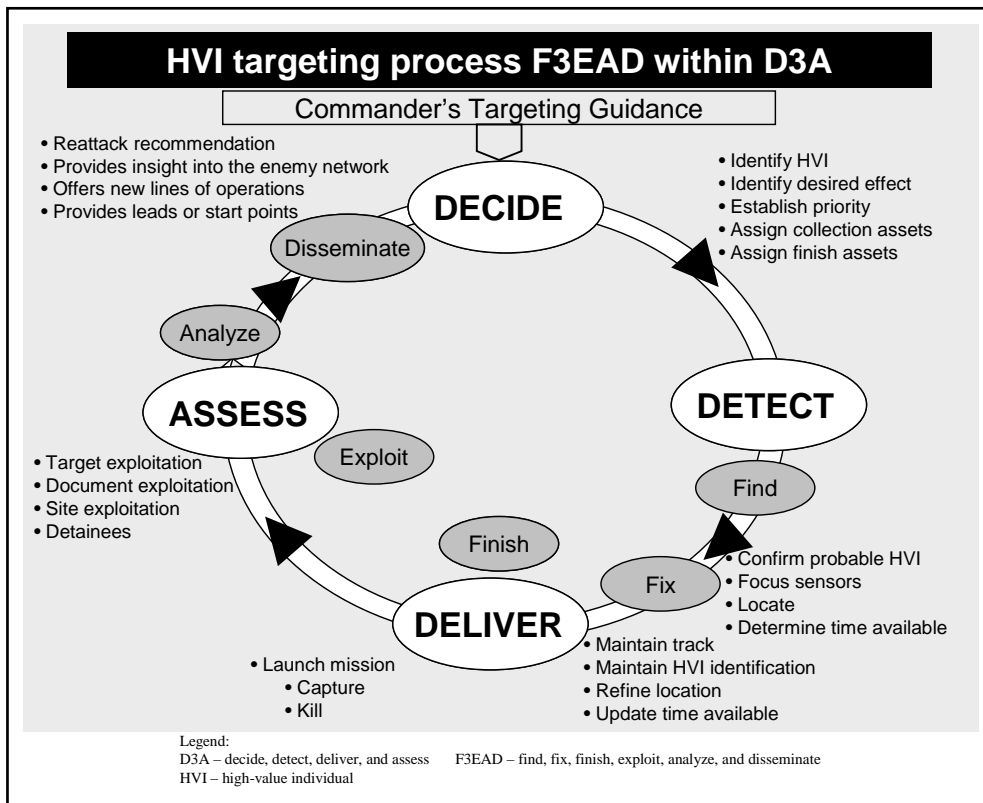 HVI targeting process F3EAD within D3A
Commander's Targeting Guidance
• Reattack recommendation
• Provides insight into the enemy network
• Offers new lines of operations
• Provides leads or start points
DECIDE
• Identify HVI
• Identify desired effect
• Establish priority
• Assign collection assets
• Assign finish assets
Disseminate
Analyze
ASSESS
DETECT
Exploit
• Target exploitation
• Document exploitation
• Site exploitation
• Detainees
Find
Finish
Fix
• Confirm probable HVI
• Focus sensors
• Locate
• Determine time available
DELIVER
• Maintain track
• Maintain HVI identification
• Refine location
• Update time available
• Launch mission
• Capture
• Kill
Legend:
D3A – decide, detect, deliver, and assess F3EAD – find, fix, finish, exploit, analyze, and disseminate
HVI – high-value individual